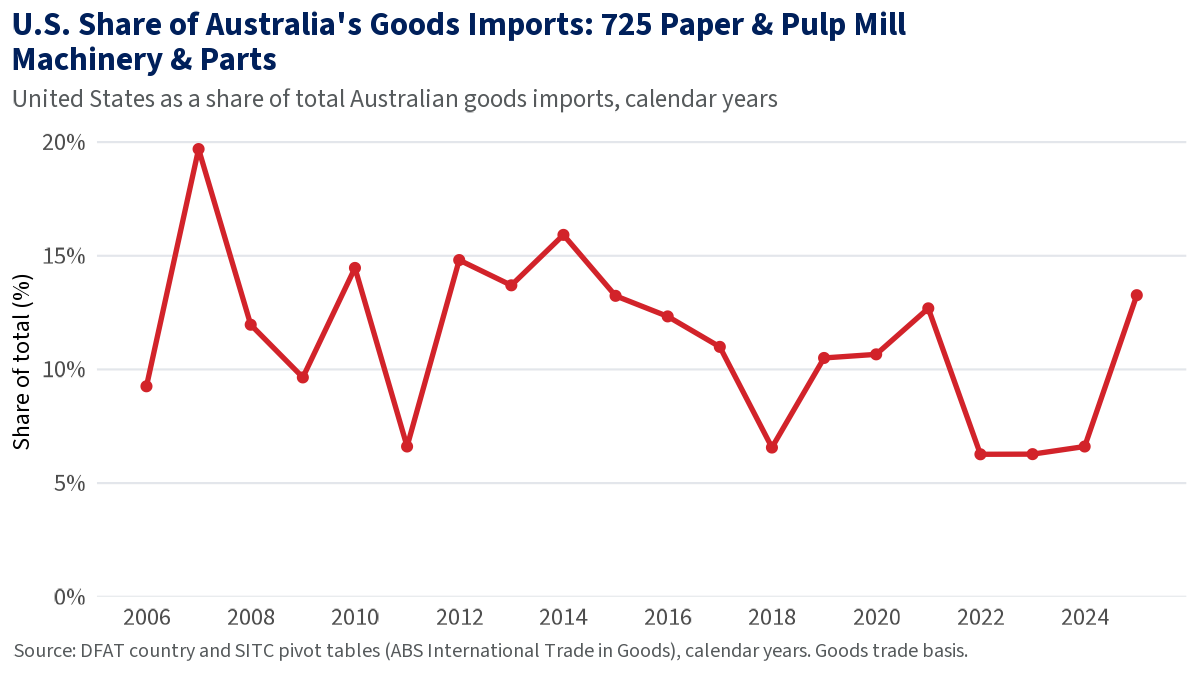 U.S. Share of Australia's Goods Imports: 725 Paper & Pulp Mill
Machinery & Parts
United States as a share of total Australian goods imports, calendar years
Share of total (%)
20%
15%
10%
5%
0%
2006 2008 2010 2012 2014 2016 2018 2020 2022 2024
Source: DFAT country and SITC pivot tables (ABS International Trade in Goods), calendar years. Goods trade basis.